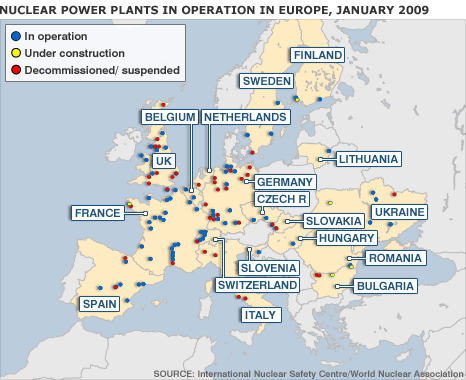 NUCLEAR POWER PLANTS IN OPERATION IN EUROPE, JANUARY 2009
In operation
Under construction
Decommissioned/ suspended
FINLAND
SWEDEN
BELGIUM
NETHERLANDS
UK
LITHUANIA
GERMANY
CZECH R
FRANCE
UKRAINE
SLOVAKIA
HUNGARY
ROMANIA
SLOVENIA
SWITZERLAND
BULGARIA
SPAIN
ITALY
SOURCE: International Nuclear Safety Centre/World Nuclear Association